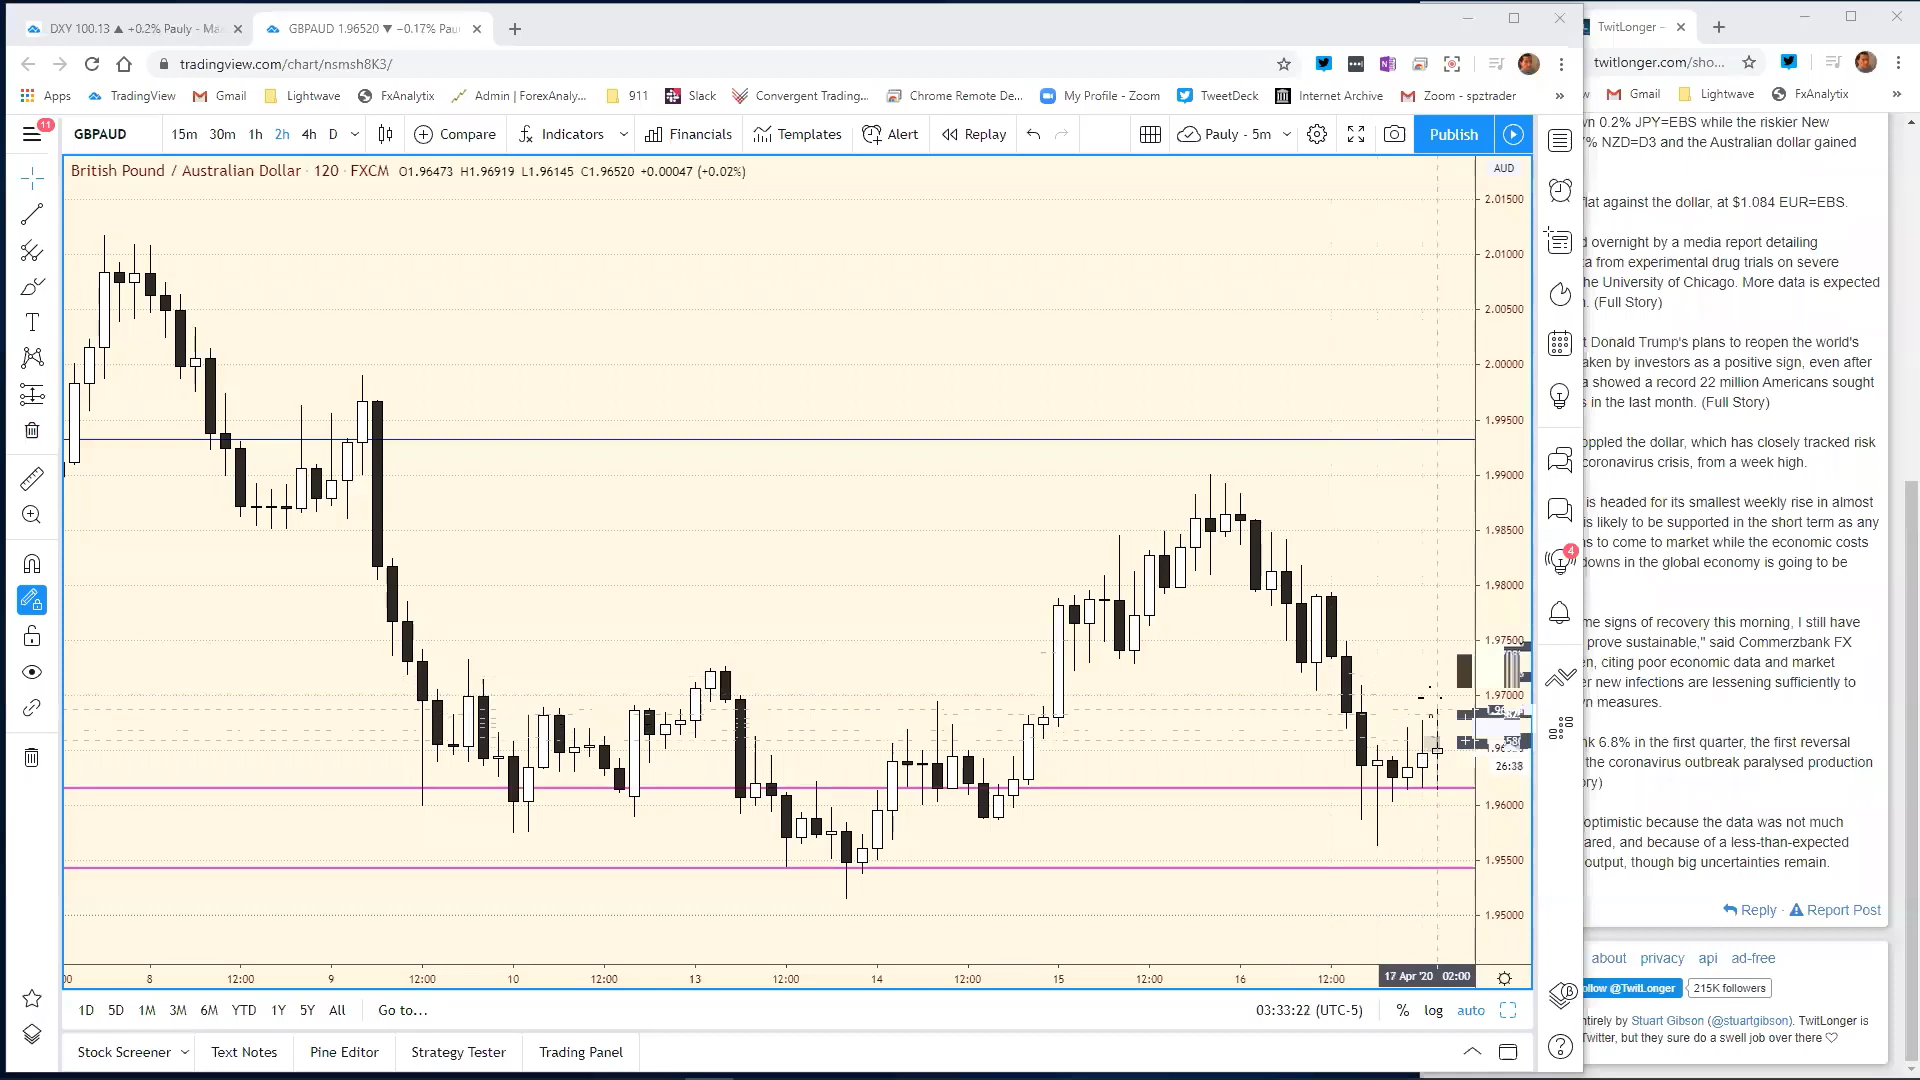 DXY 100.13 ▲ +0.2% Pauly - Ma
GBPAUD 1.96520 ▼ −0.17% Pau
TwitLonger -
tradingview.com/chart/nsmsh8K3/
twitlonger.com/sho...
Apps TradingView Gmail Lightwave FxAnalytix Admin | ForexAnaly... 911 Slack Convergent Trading... Chrome Remote De... My Profile - Zoom TweetDeck Internet Archive Zoom - spztrader »
Gmail Lightwave FxAnalytix »
11
GBPAUD 15m 30m 1h 2h 4h D Compare Indicators Financials Templates Alert Replay Pauly - 5m Publish
British Pound / Australian Dollar · 120 · FXCM O1.96473 H1.96919 L1.96145 C1.96520 +0.00047 (+0.02%)
AUD
2.01500
2.01000
2.00500
2.00000
1.99500
1.99000
1.98500
1.98000
1.97500
1.97000
26:38
1.96000
1.95500
1.95000
8 12:00 9 12:00 10 12:00 13 12:00 14 12:00 15 12:00 16 12:00 17 Apr '20 02:00
1D 5D 1M 3M 6M YTD 1Y 5Y All Go to...
03:33:22 (UTC-5) % log auto
Stock Screener Text Notes Pine Editor Strategy Tester Trading Panel
4
0.2% JPY=EBS while the riskier New
NZD=D3 and the Australian dollar gained
against the dollar, at $1.084 EUR=EBS.
overnight by a media report detailing
from experimental drug trials on severe
University of Chicago. More data is expected
(Full Story)
Donald Trump's plans to reopen the world's
by investors as a positive sign, even after
showed a record 22 million Americans sought
in the last month. (Full Story)
the dollar, which has closely tracked risk
coronavirus crisis, from a week high.
is headed for its smallest weekly rise in almost
is likely to be supported in the short term as any
to come to market while the economic costs
in the global economy is going to be
signs of recovery this morning, I still have
prove sustainable," said Commerzbank FX
citing poor economic data and market
new infections are lessening sufficiently to
measures.
6.8% in the first quarter, the first reversal
the coronavirus outbreak paralysed production
optimistic because the data was not much
and because of a less-than-expected
output, though big uncertainties remain.
Reply · Report Post
about privacy api ad-free
Follow @TwitLonger 215K followers
entirely by Stuart Gibson (@stuartgibson). TwitLonger is
Twitter, but they sure do a swell job over there ♡